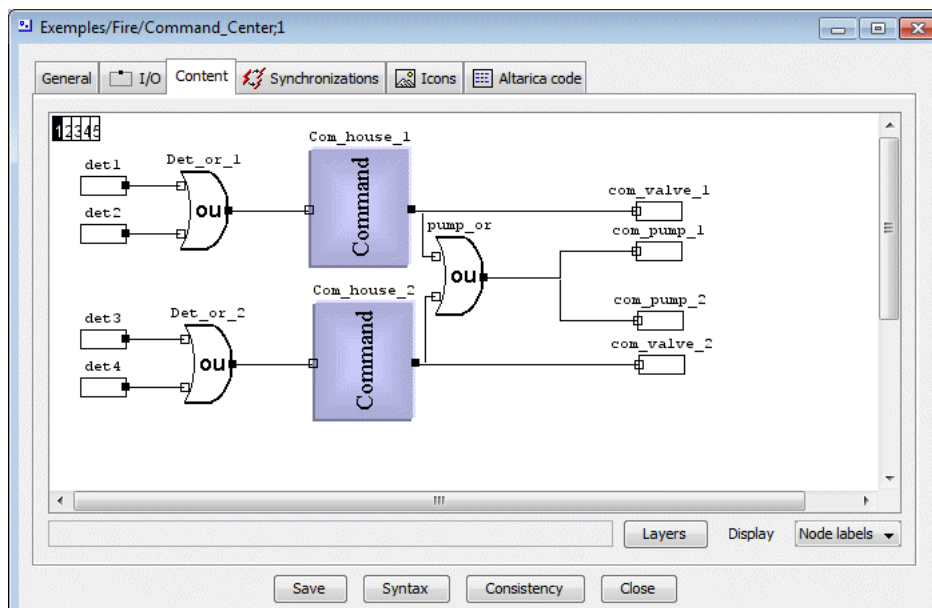 Exemples/Fire/Command_Center;1
General I/O Content Synchronizations Icons Altarica code
12345
Com_house_1
det1 Det_or_1
ou
Command
com_valve_1
det2
pump_or
com_pump_1
ou
Com_house_2
com_pump_2
det3 Det_or_2
ou
Command
com_valve_2
det4
Layers Display Node labels
Save Syntax Consistency Close